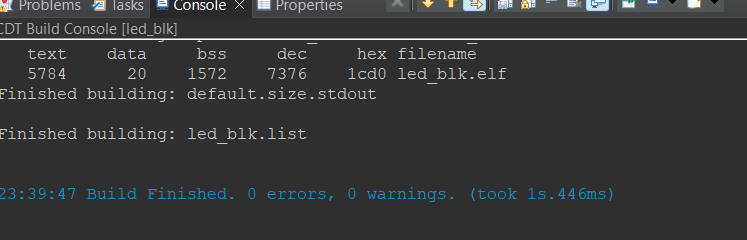 Problems Tasks Console Properties
CDT Build Console [led_blk]
text data bss dec hex filename
5784 20 1572 7376 1cd0 led_blk.elf
Finished building: default.size.stdout
Finished building: led_blk.list
23:39:47 Build Finished. 0 errors, 0 warnings. (took 1s.446ms)